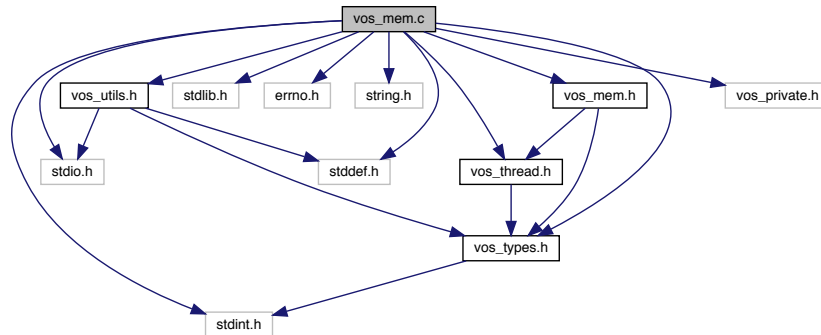 vos_mem.c
vos_utils.h
stdlib.h
errno.h
string.h
vos_mem.h
vos_private.h
stdio.h
stddef.h
vos_thread.h
vos_types.h
stdint.h